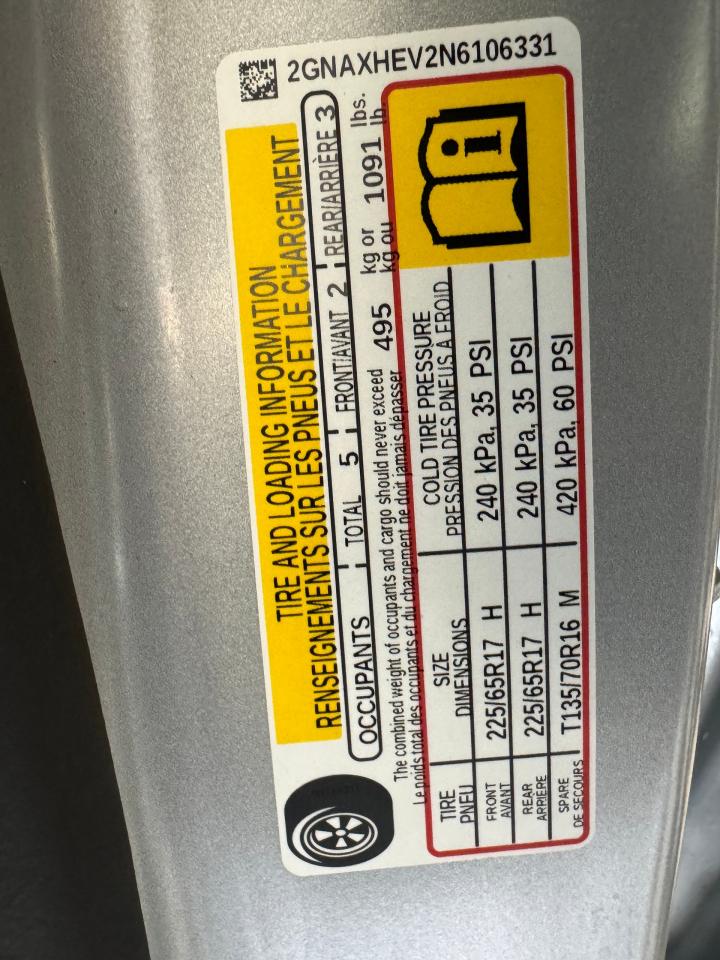 2GNAXHEV2N6106331
TIRE AND LOADING INFORMATION
RENSEIGNEMENTS SUR LES PNEUS ET LE CHARGEMENT
OCCUPANTS TOTAL 5 FRONT/AVANT 2 REAR/ARRIÈRE 3
The combined weight of occupants and cargo should never exceed 495 kg or 1091 lbs.
Le poids total des occupants et du chargement ne doit jamais dépasser kg ou lb.
TIRE SIZE COLD TIRE PRESSURE
PNEU DIMENSIONS PRESSION DES PNEUS A FROID
FRONT 225/65R17 H 240 kPa, 35 PSI
AVANT
REAR 225/65R17 H 240 kPa, 35 PSI
ARRIÈRE
SPARE T135/70R16 M 420 kPa, 60 PSI
DE SECOURS